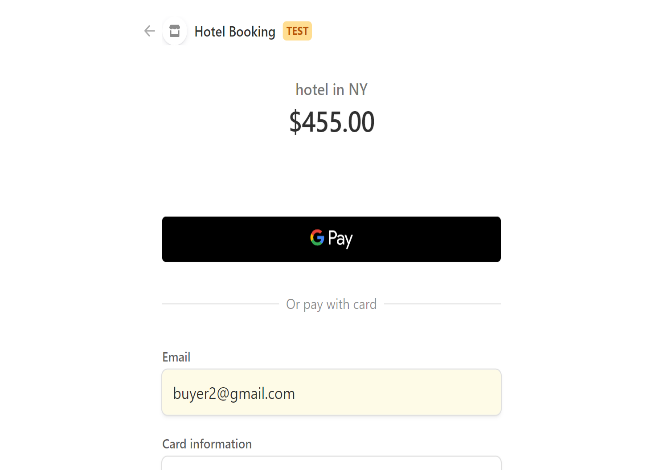 Hotel Booking TEST
hotel in NY
$455.00
G Pay
Or pay with card
Email
buyer2@gmail.com
Card information